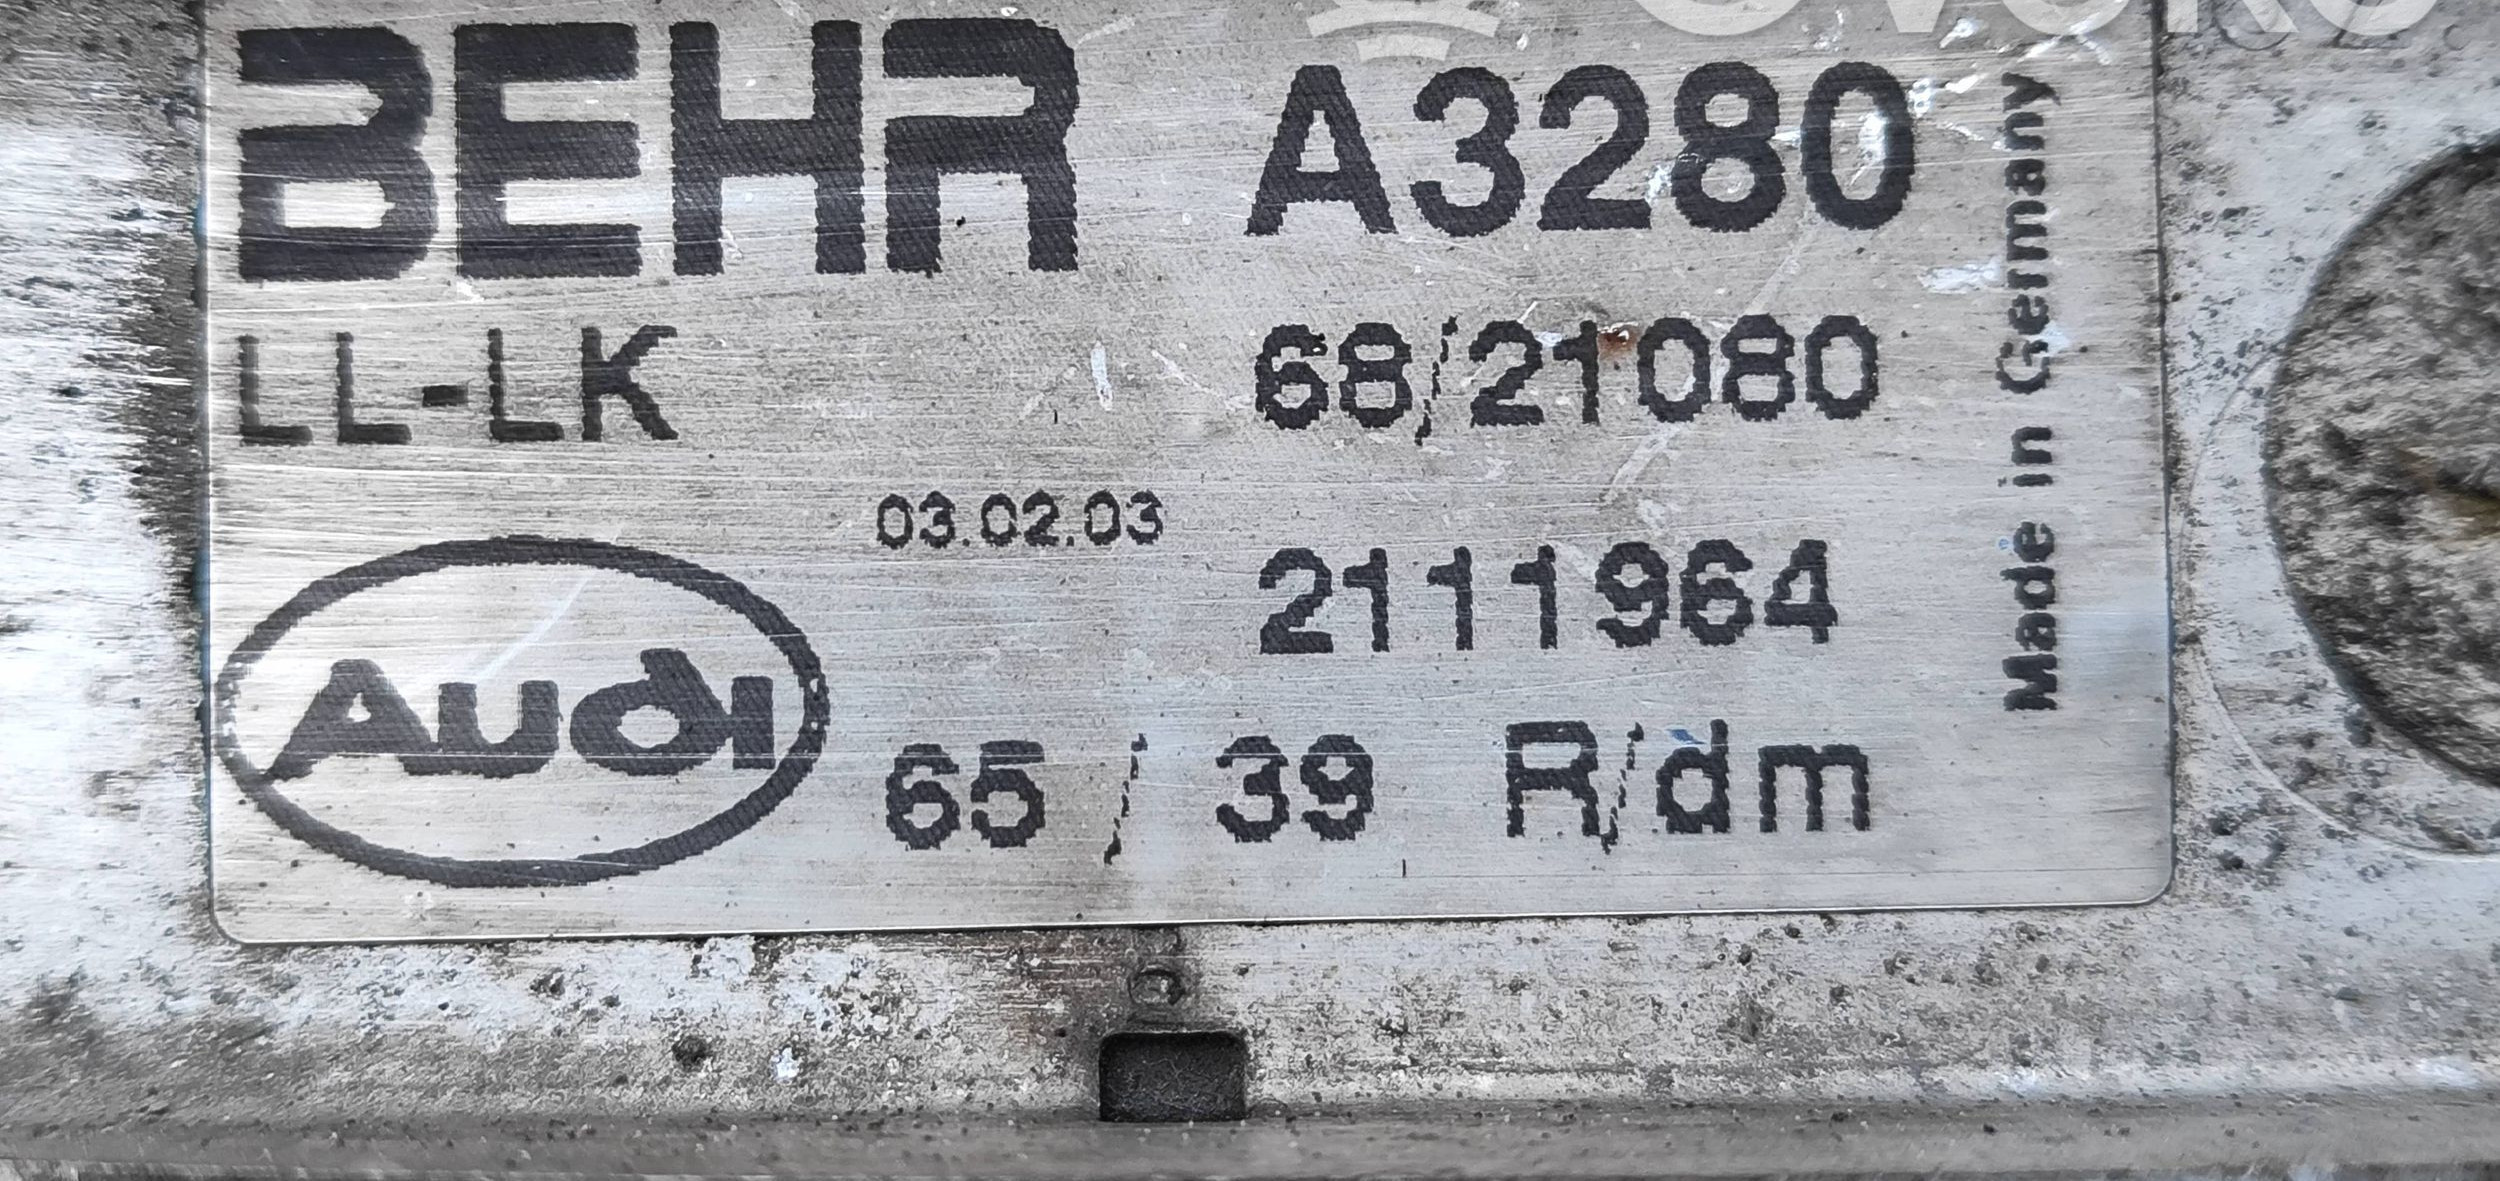 BEHR A3280
LL-LK 68/21080
03.02.03
2111964
Audi
65 / 39 R/dm
Made in Germany